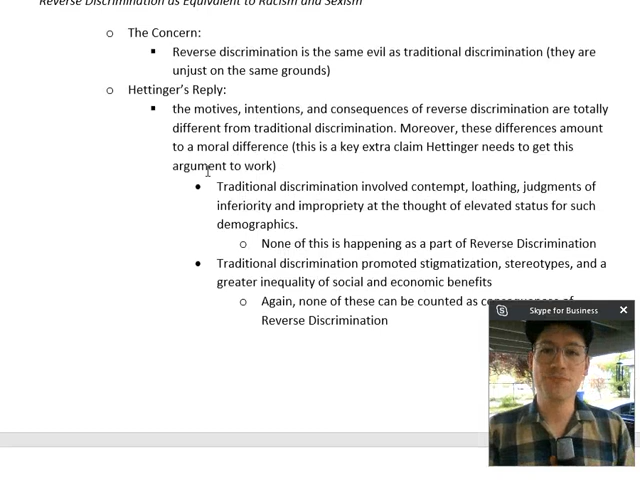 Reverse Discrimination as Equivalent to Racism and Sexism
o The Concern:
▪ Reverse discrimination is the same evil as traditional discrimination (they are
unjust on the same grounds)
o Hettinger's Reply:
▪ the motives, intentions, and consequences of reverse discrimination are totally
different from traditional discrimination. Moreover, these differences amount
to a moral difference (this is a key extra claim Hettinger needs to get this
argument to work)
• Traditional discrimination involved contempt, loathing, judgments of
inferiority and impropriety at the thought of elevated status for such
demographics.
o None of this is happening as a part of Reverse Discrimination
• Traditional discrimination promoted stigmatization, stereotypes, and a
greater inequality of social and economic benefits
o Again, none of these can be counted as consequences of
Reverse Discrimination
Skype for Business